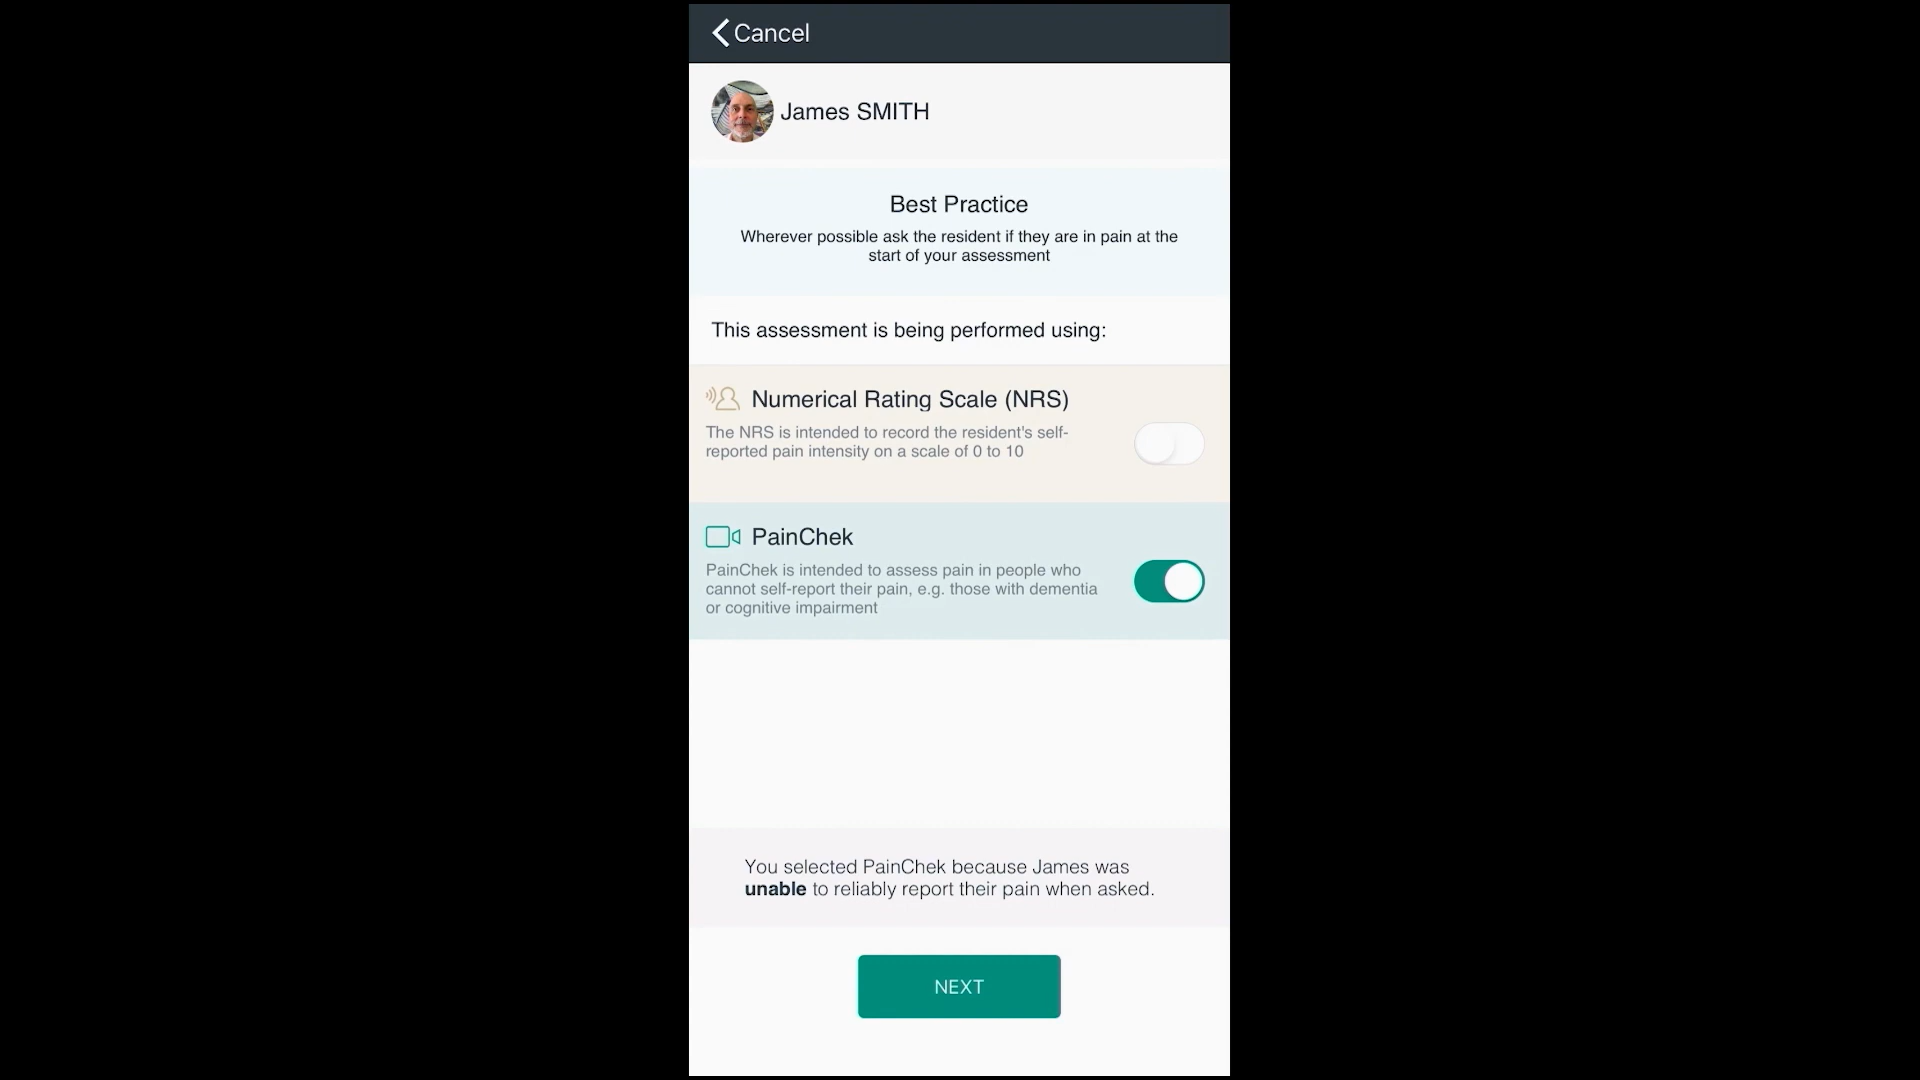 Cancel
James SMITH
Best Practice
Wherever possible ask the resident if they are in pain at the
start of your assessment
This assessment is being performed using:
Numerical Rating Scale (NRS)
The NRS is intended to record the resident's self-
reported pain intensity on a scale of 0 to 10
PainChek
PainChek is intended to assess pain in people who
cannot self-report their pain, e.g. those with dementia
or cognitive impairment
You selected PainChek because James was
unable to reliably report their pain when asked.
NEXT